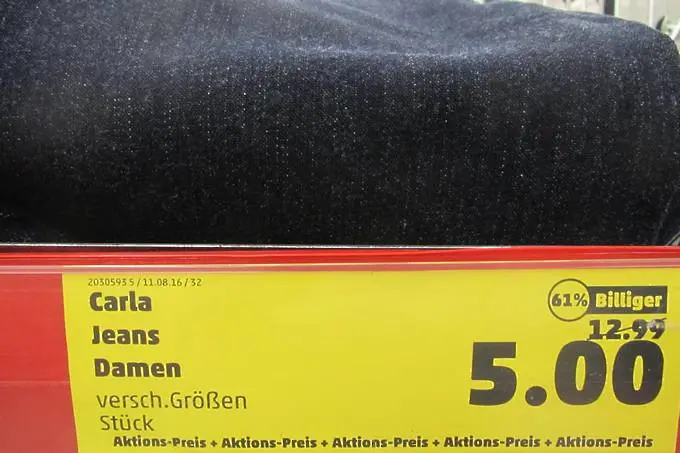 2030593 5 / 11.08.16 / 32
Carla
Jeans
Damen
versch.Größen
Stück
61% Billiger
12.99
5.00
Aktions-Preis + Aktions-Preis + Aktions-Preis + Aktions-Preis + Aktions-Preis